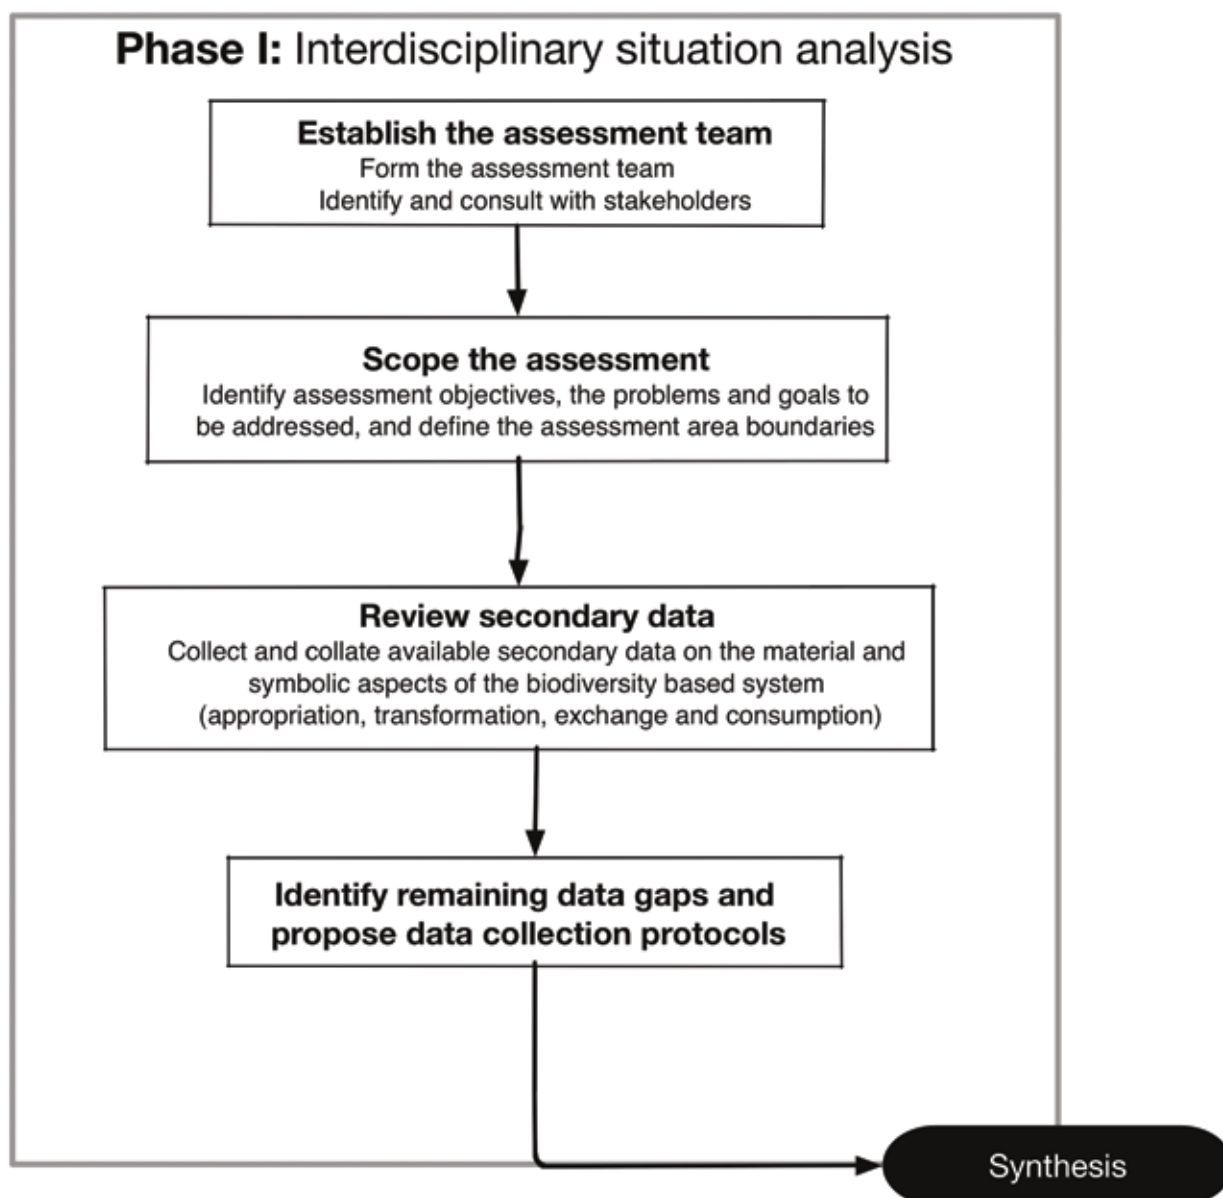 Phase I: Interdisciplinary situation analysis
Establish the assessment team
Form the assessment team
Identify and consult with stakeholders
Scope the assessment
Identify assessment objectives, the problems and goals to
be addressed, and define the assessment area boundaries
Review secondary data
Collect and collate available secondary data on the material and
symbolic aspects of the biodiversity based system
(appropriation, transformation, exchange and consumption)
Identify remaining data gaps and
propose data collection protocols
Synthesis